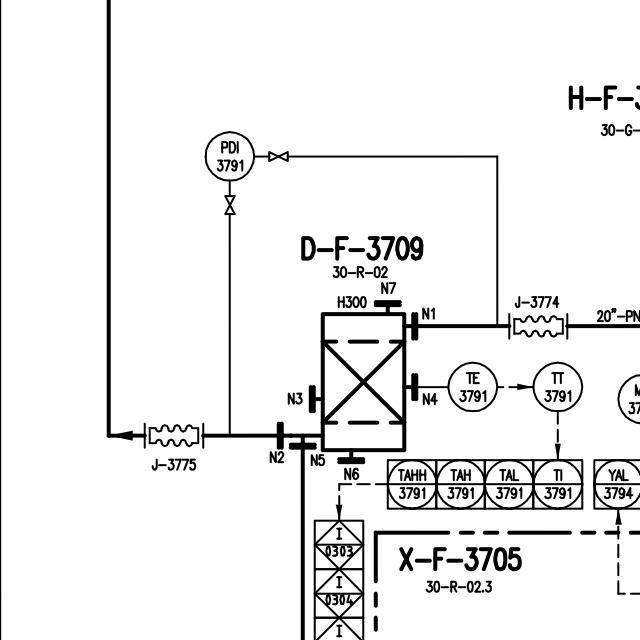 H-F-3
30-G-
PDI
3791
D-F-3709
30-R-02
N7
H300
N1
J-3774
20"-PN
N3
N4
TE
3791
TT
3791
M
37
J-3775
N2
N5
N6
TAHH
3791
TAH
3791
TAL
3791
TI
3791
YAL
3794
I
0303
I
0304
I
X-F-3705
30-R-02.3